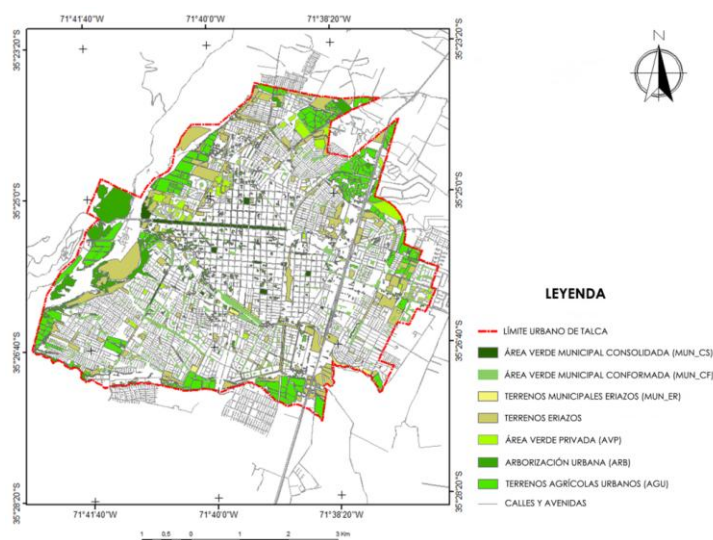 71°41'40"W 71°40'0"W 71°38'20"W
N
35°23'20"S 35°23'20"S
35°25'0"S 35°25'0"S
LEYENDA
LÍMITE URBANO DE TALCA
ÁREA VERDE MUNICIPAL CONSOLIDADA (MUN_CS)
35°26'40"S 35°26'40"S
ÁREA VERDE MUNICIPAL CONFORMADA (MUN_CF)
TERRENOS MUNICIPALES ERIAZOS (MUN_ER)
TERRENOS ERIAZOS
ÁREA VERDE PRIVADA (AVP)
ARBORIZACIÓN URBANA (ARB)
TERRENOS AGRÍCOLAS URBANOS (AGU)
35°28'20"S 35°28'20"S
CALLES Y AVENIDAS
71°41'40"W 71°40'0"W 71°38'20"W
1 0,5 0 1 2 3 Km